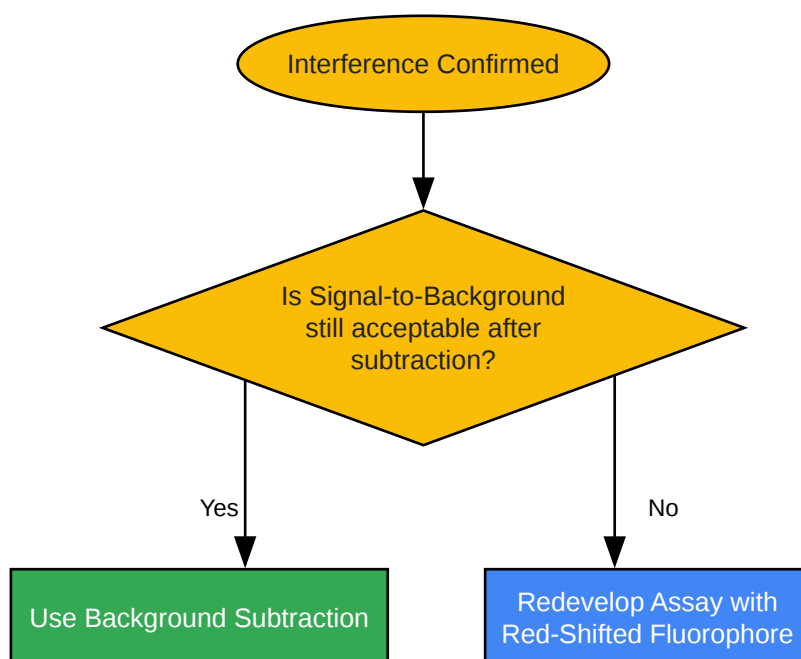 Interference Confirmed
Is Signal-to-Background
still acceptable after
subtraction?
Yes
No
Use Background Subtraction
Redevelop Assay with
Red-Shifted Fluorophore